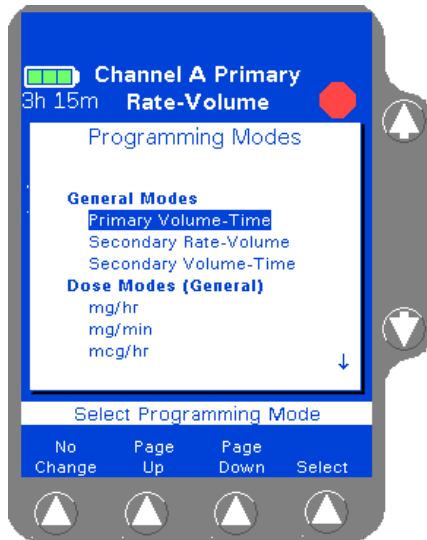 Channel A Primary
3h 15m Rate-Volume
Programming Modes
General Modes
Primary Volume-Time
Secondary Rate-Volume
Secondary Volume-Time
Dose Modes (General)
mg/hr
mg/min
mcg/hr
Select Programming Mode
No Change
Page Up
Page Down
Select